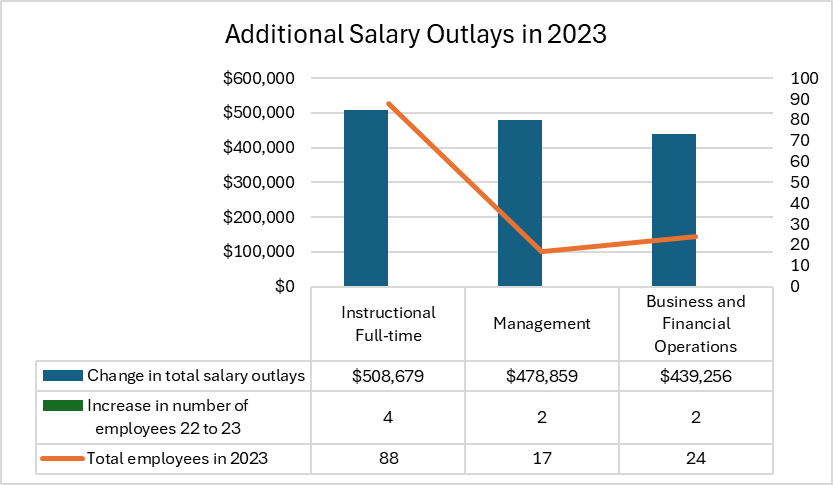 Additional Salary Outlays in 2023
$600,000
$500,000
$400,000
$300,000
$200,000
$100,000
$0
100
90
80
70
60
50
40
30
20
10
0
Instructional
Full-time
Management
Business and
Financial
Operations
Change in total salary outlays $508,679 $478,859 $439,256
Increase in number of
employees 22 to 23 4 2 2
Total employees in 2023 88 17 24